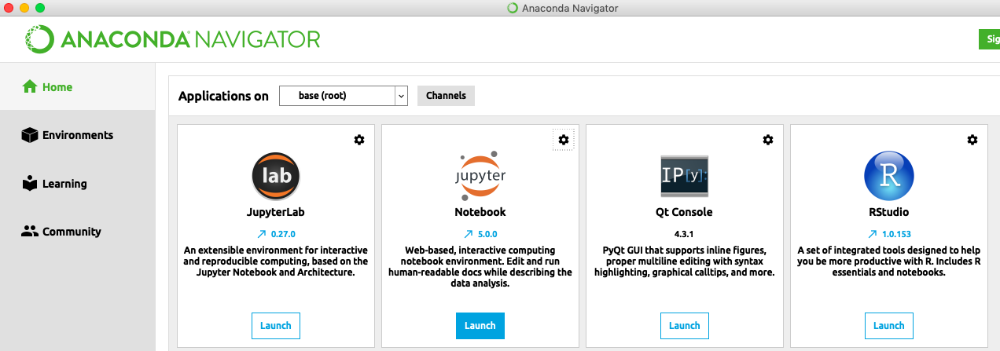 Anaconda Navigator
ANACONDA NAVIGATOR
Sig
Home
Environments
Learning
Community
Applications on
base (root)
Channels
lab
JupyterLab
0.27.0
An extensible environment for interactive
and reproducible computing, based on the
Jupyter Notebook and Architecture.
Launch
jupyter
Notebook
5.0.0
Web-based, interactive computing
notebook environment. Edit and run
human-readable docs while describing the
data analysis.
Launch
IP[y]:
Qt Console
4.3.1
PyQt GUI that supports inline figures,
proper multiline editing with syntax
highlighting, graphical calltips, and more.
Launch
R
RStudio
1.0.153
A set of integrated tools designed to help
you be more productive with R. Includes R
essentials and notebooks.
Launch